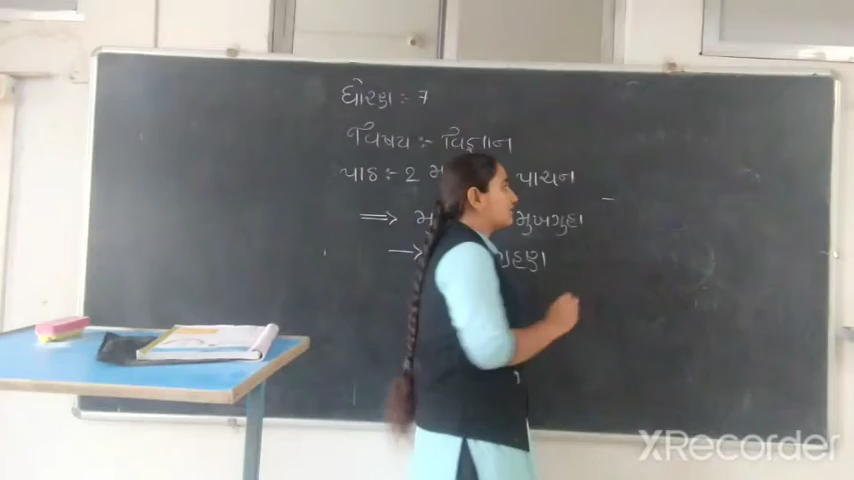 ધોરણ :- 7
વિષય :- વિજ્ઞાન
પાઠ :- 2 પાચન
=> મુખગુહા
->
XRecorder